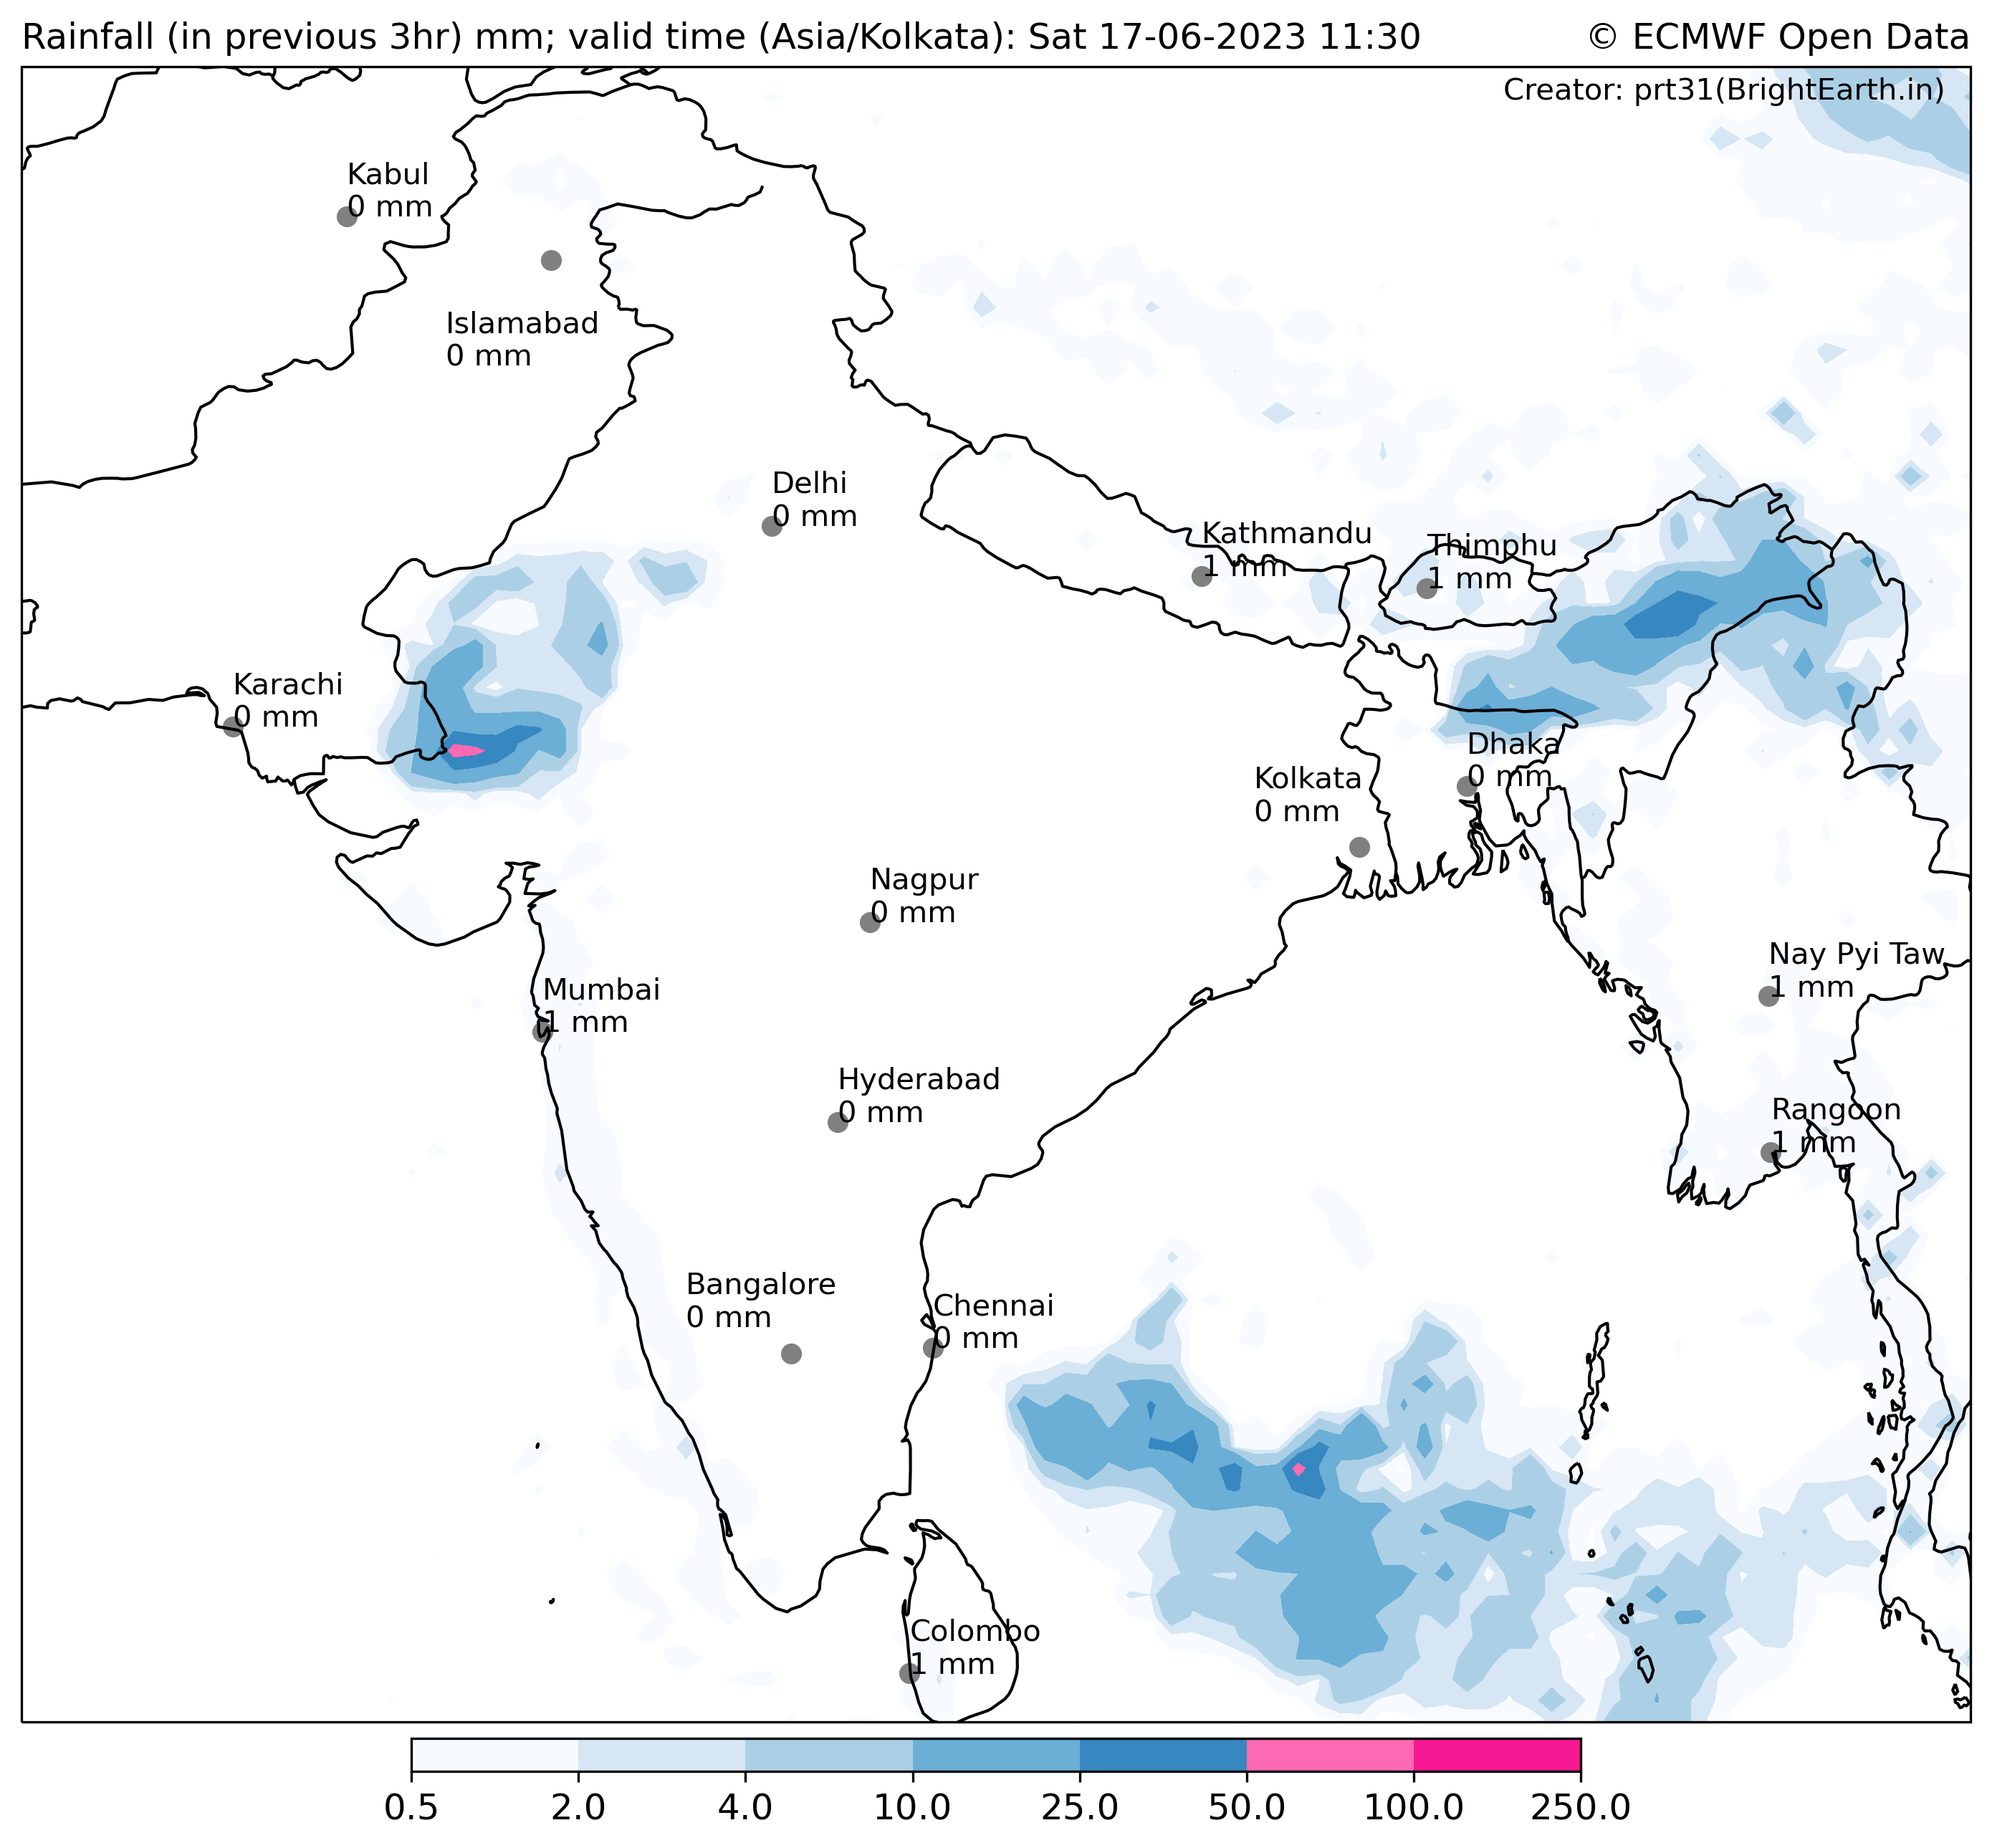 Rainfall (in previous 3hr) mm; valid time (Asia/Kolkata): Sat 17-06-2023 11:30
© ECMWF Open Data
Creator: prt31(BrightEarth.in)
Kabul
0 mm
Islamabad
0 mm
Delhi
0 mm
Kathmandu
1 mm
Thimphu
1 mm
Karachi
0 mm
Dhaka
0 mm
Kolkata
0 mm
Nagpur
0 mm
Nay Pyi Taw
1 mm
Mumbai
1 mm
Hyderabad
0 mm
Rangoon
1 mm
Bangalore
0 mm
Chennai
0 mm
Colombo
1 mm
0.5 2.0 4.0 10.0 25.0 50.0 100.0 250.0